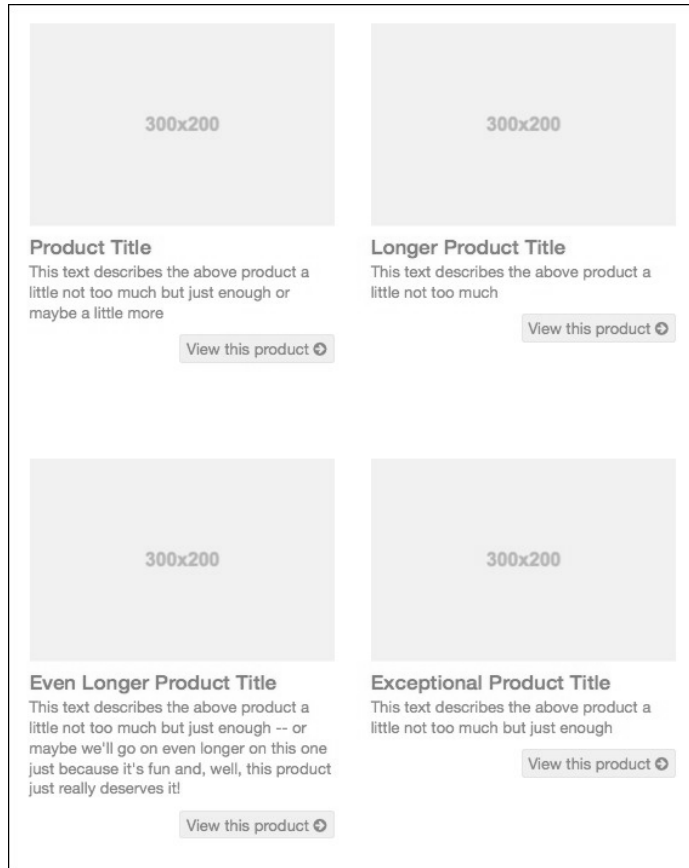 300x200
Product Title
This text describes the above product a
little not too much but just enough or
maybe a little more
View this product
300x200
Longer Product Title
This text describes the above product a
little not too much
View this product
300x200
Even Longer Product Title
This text describes the above product a
little not too much but just enough -- or
maybe we'll go on even longer on this one
just because it's fun and, well, this product
just really deserves it!
View this product
300x200
Exceptional Product Title
This text describes the above product a
little not too much but just enough
View this product